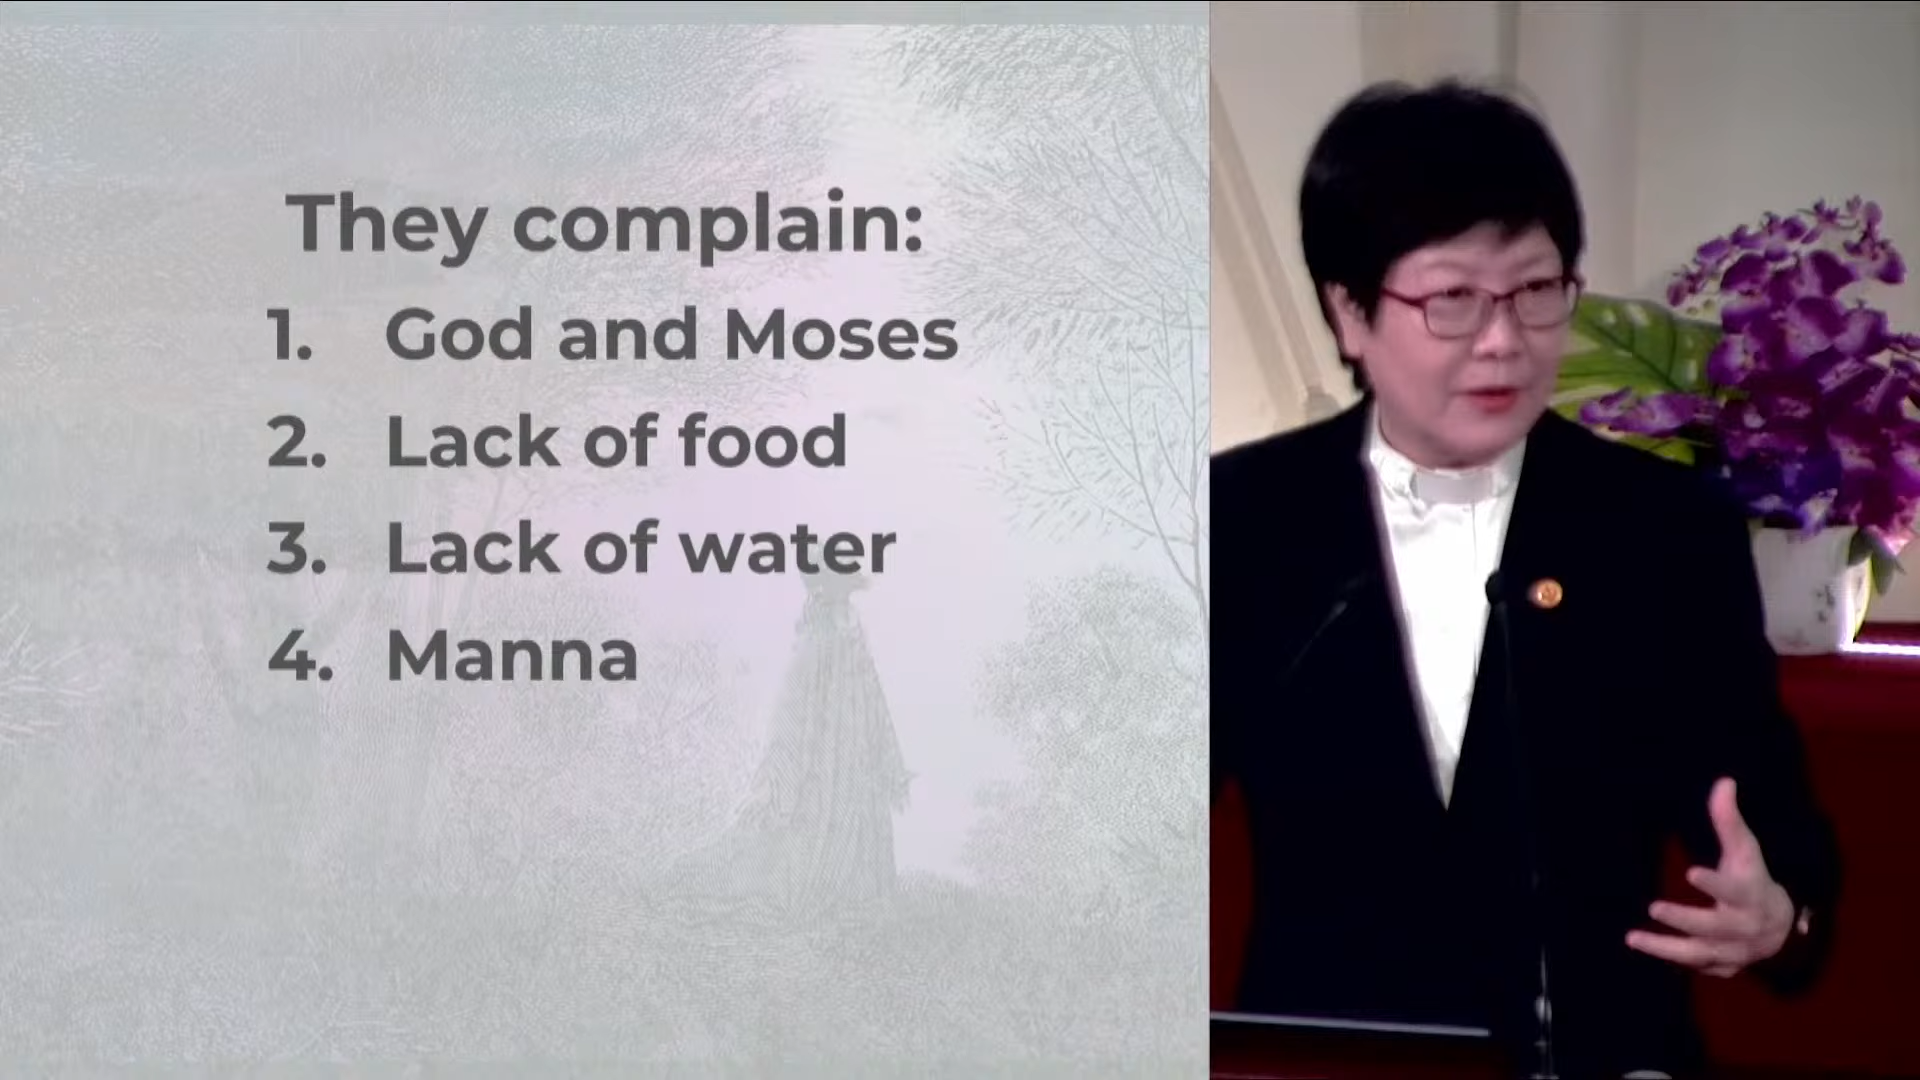 They complain:
1. God and Moses
2. Lack of food
3. Lack of water
4. Manna